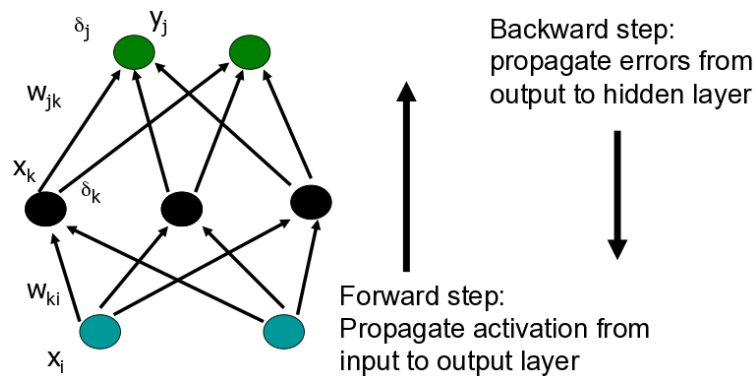 δj yj
wjk
xk
δk
wki
xi
Backward step:
propagate errors from
output to hidden layer
Forward step:
Propagate activation from
input to output layer